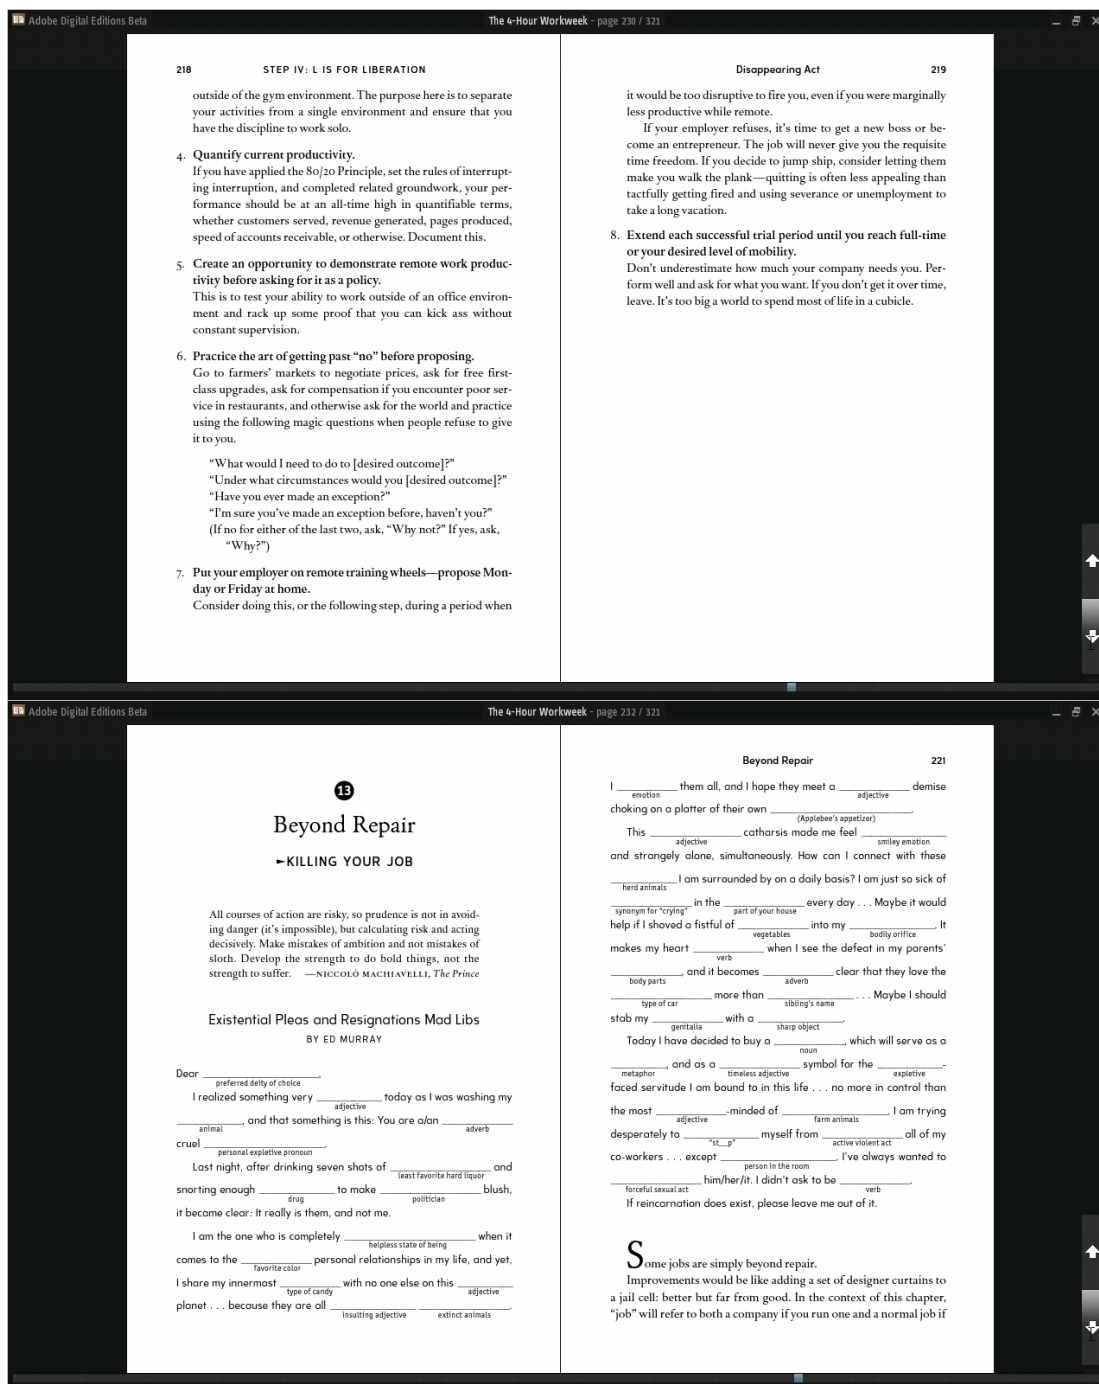 Adobe Digital Editions Beta
The 4-Hour Workweek - page 230 / 321
218 STEP IV: L IS FOR LIBERATION
outside of the gym environment. The purpose here is to separate
your activities from a single environment and ensure that you
have the discipline to work solo.
4. Quantify current productivity.
If you have applied the 80/20 Principle, set the rules of interrupt-
ing interruption, and completed related groundwork, your per-
formance should be at an all-time high in quantifiable terms,
whether customers served, revenue generated, pages produced,
speed of accounts receivable, or otherwise. Document this.
5. Create an opportunity to demonstrate remote work produc-
tivity before asking for it as a policy.
This is to test your ability to work outside of an office environ-
ment and rack up some proof that you can kick ass without
constant supervision.
6. Practice the art of getting past “no” before proposing.
Go to farmers’ markets to negotiate prices, ask for free first-
class upgrades, ask for compensation if you encounter poor ser-
vice in restaurants, and otherwise ask for the world and practice
using the following magic questions when people refuse to give
it to you.
“What would I need to do to [desired outcome]?”
“Under what circumstances would you [desired outcome]?”
“Have you ever made an exception?”
“I’m sure you’ve made an exception before, haven’t you?”
(If no for either of the last two, ask, “Why not?” If yes, ask,
“Why?”)
7. Put your employer on remote training wheels—propose Mon-
day or Friday at home.
Consider doing this, or the following step, during a period when
Disappearing Act 219
it would be too disruptive to fire you, even if you were marginally
less productive while remote.
If your employer refuses, it’s time to get a new boss or be-
come an entrepreneur. The job will never give you the requisite
time freedom. If you decide to jump ship, consider letting them
make you walk the plank—quitting is often less appealing than
tactfully getting fired and using severance or unemployment to
take a long vacation.
8. Extend each successful trial period until you reach full-time
or your desired level of mobility.
Don’t underestimate how much your company needs you. Per-
form well and ask for what you want. If you don’t get it over time,
leave. It’s too big a world to spend most of life in a cubicle.
Adobe Digital Editions Beta
The 4-Hour Workweek - page 232 / 321
13
Beyond Repair
►KILLING YOUR JOB
All courses of action are risky, so prudence is not in avoid-
ing danger (it’s impossible), but calculating risk and acting
decisively. Make mistakes of ambition and not mistakes of
sloth. Develop the strength to do bold things, not the
strength to suffer. —NICCOLÒ MACHIAVELLI, The Prince
Existential Pleas and Resignations Mad Libs
BY ED MURRAY
Dear ____________,
preferred deity of choice
I realized something very ____________ today as I was washing my
adjective
____________, and that something is this: You are a/an ____________
animal adverb
cruel ____________.
personal expletive pronoun
Last night, after drinking seven shots of ____________ and
least favorite hard liquor
snorting enough ____________ to make ____________ blush,
drug politician
it became clear: It really is them, and not me.
I am the one who is completely ____________ when it
helpless state of being
comes to the ____________ personal relationships in my life, and yet,
favorite color
I share my innermost ____________ with no one else on this ____________
type of candy adjective
planet . . . because they are all ____________ ____________.
insulting adjective extinct animals
Beyond Repair 221
I ____________ them all, and I hope they meet a ____________ demise
emotion adjective
choking on a platter of their own ____________.
(Applebee’s appetizer)
This ____________ catharsis made me feel ____________
adjective smiley emotion
and strangely alone, simultaneously. How can I connect with these
____________ I am surrounded by on a daily basis? I am just so sick of
herd animals
____________ in the ____________ every day . . . Maybe it would
synonym for “crying” part of your house
help if I shoved a fistful of ____________ into my ____________. It
vegetables bodily orifice
makes my heart ____________ when I see the defeat in my parents’
verb
____________, and it becomes ____________ clear that they love the
body parts adverb
____________ more than ____________ . . . Maybe I should
type of car sibling’s name
stab my ____________ with a ____________.
genitalia sharp object
Today I have decided to buy a ____________, which will serve as a
noun
____________, and as a ____________ symbol for the ____________-
metaphor timeless adjective expletive
faced servitude I am bound to in this life . . . no more in control than
the most ____________-minded of ____________. I am trying
adjective farm animals
desperately to ____________ myself from ____________ all of my
“st__p” active violent act
co-workers . . . except ____________. I’ve always wanted to
person in the room
____________ him/her/it. I didn’t ask to be ____________.
forceful sexual act verb
If reincarnation does exist, please leave me out of it.
Some jobs are simply beyond repair.
Improvements would be like adding a set of designer curtains to
a jail cell: better but far from good. In the context of this chapter,
“job” will refer to both a company if you run one and a normal job if